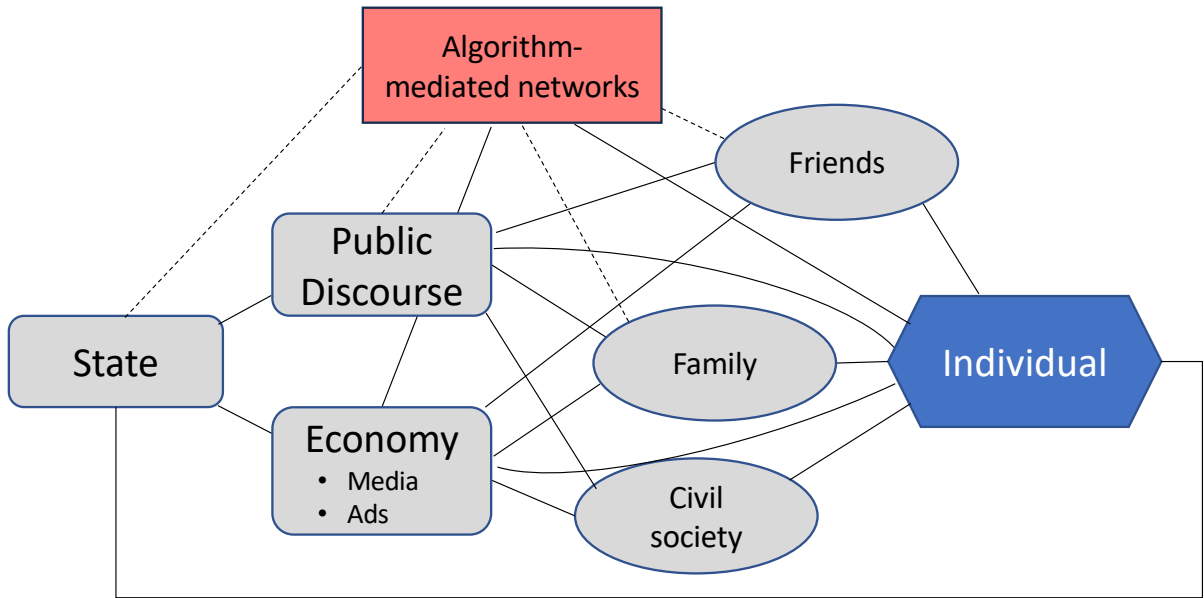 Algorithm-
mediated networks
Friends
Public
Discourse
State
Family
Individual
Economy
• Media
• Ads
Civil
society